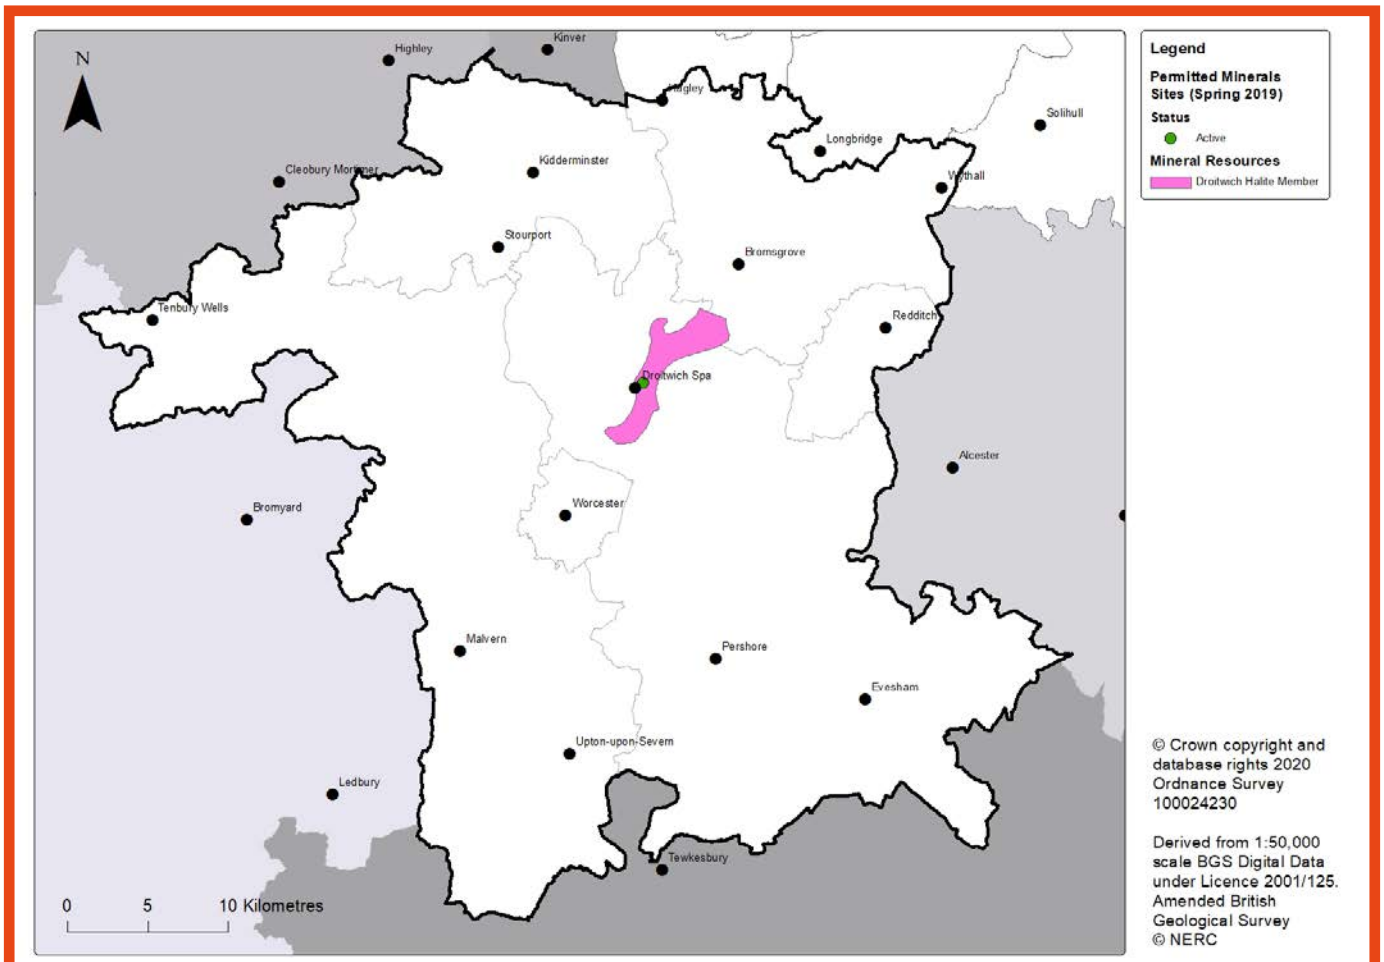 N
Highley
Kinver
Hagley
Solihull
Longbridge
Kidderminster
Cleobury Mortimer
Wythall
Stourport
Bromsgrove
Tenbury Wells
Redditch
Droitwich Spa
Alcester
Bromyard
Worcester
Malvern
Pershore
Evesham
Upton-upon-Severn
Ledbury
Tewkesbury
0 5 10 Kilometres
Legend
Permitted Minerals
Sites (Spring 2019)
Status
Active
Mineral Resources
Droitwich Halite Member
© Crown copyright and
database rights 2020
Ordnance Survey
100024230
Derived from 1:50,000
scale BGS Digital Data
under Licence 2001/125.
Amended British
Geological Survey
© NERC